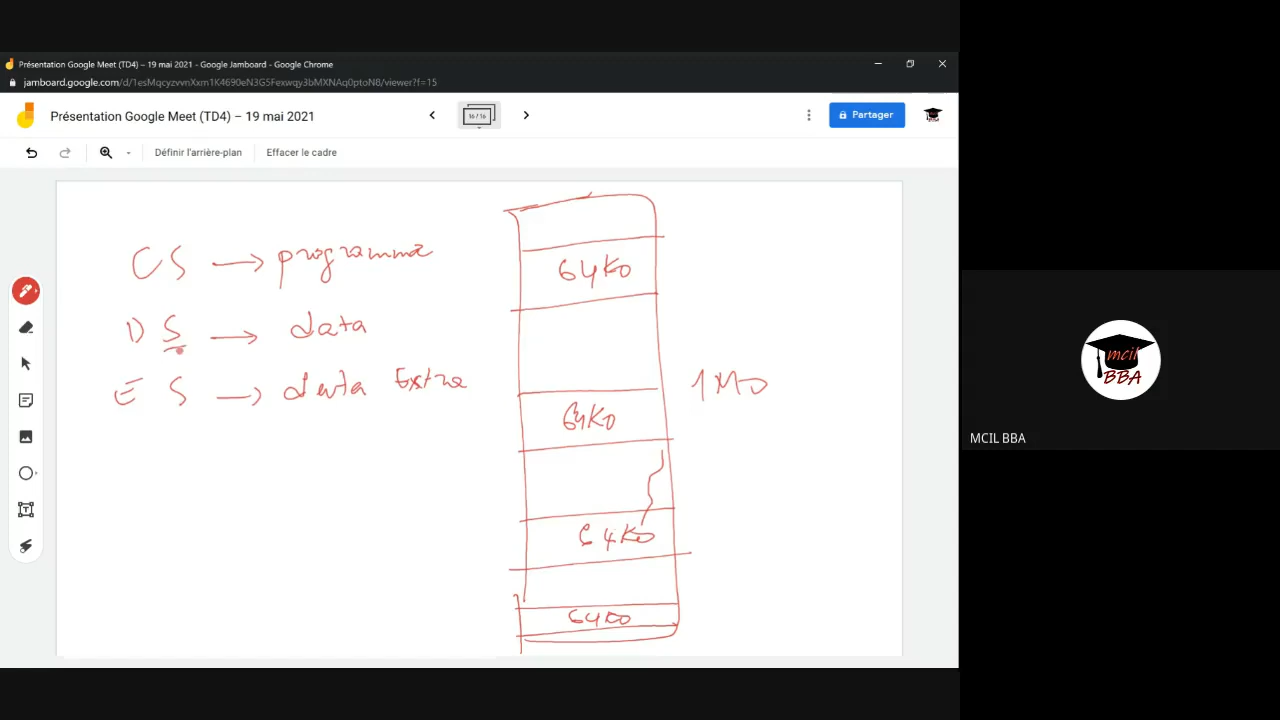 Présentation Google Meet (TD4) – 19 mai 2021 - Google Jamboard - Google Chrome
jamboard.google.com/d/1esMqcyzvvnXxm1K4690eN3G5Fexwqy3bMXNAq0ptoN8/viewer?f=15
Présentation Google Meet (TD4) – 19 mai 2021
16 / 16
Partager
Définir l'arrière-plan
Effacer le cadre
CS → programme
64KO
DS → data
ES → data Extra
1MO
64KO
64KO
64KO
mcil
BBA
MCIL BBA